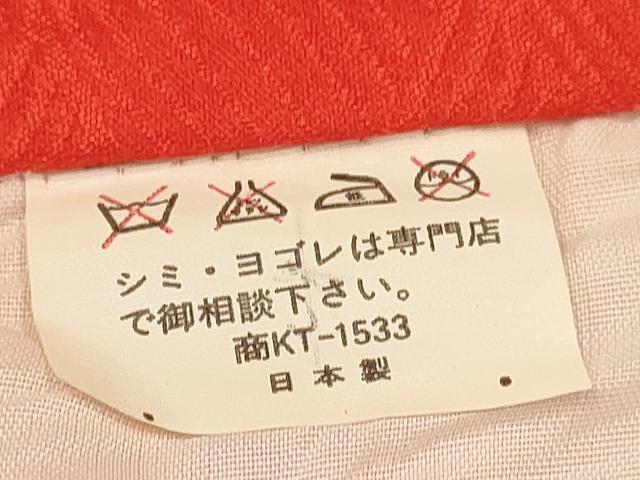 シミ・ヨゴレは専門店
で御相談下さい。
商KT-1533
日本製